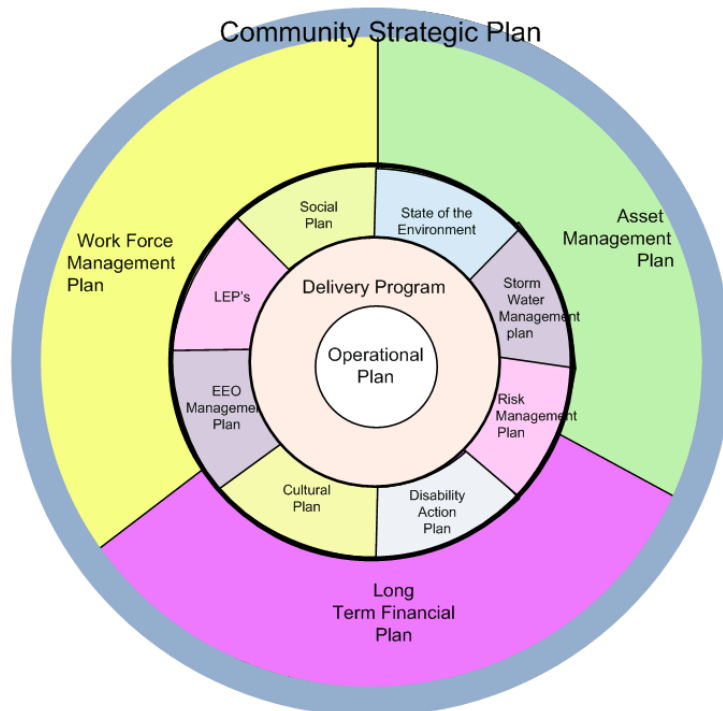 Community Strategic Plan
Social
Plan
State of the
Environment
Asset
Management
Plan
Work Force
Management
Plan
LEP's
Delivery Program
Storm
Water
Management
plan
Operational
Plan
EEO
Management
Plan
Risk
Management
Plan
Cultural
Plan
Disability
Action
Plan
Long
Term Financial
Plan